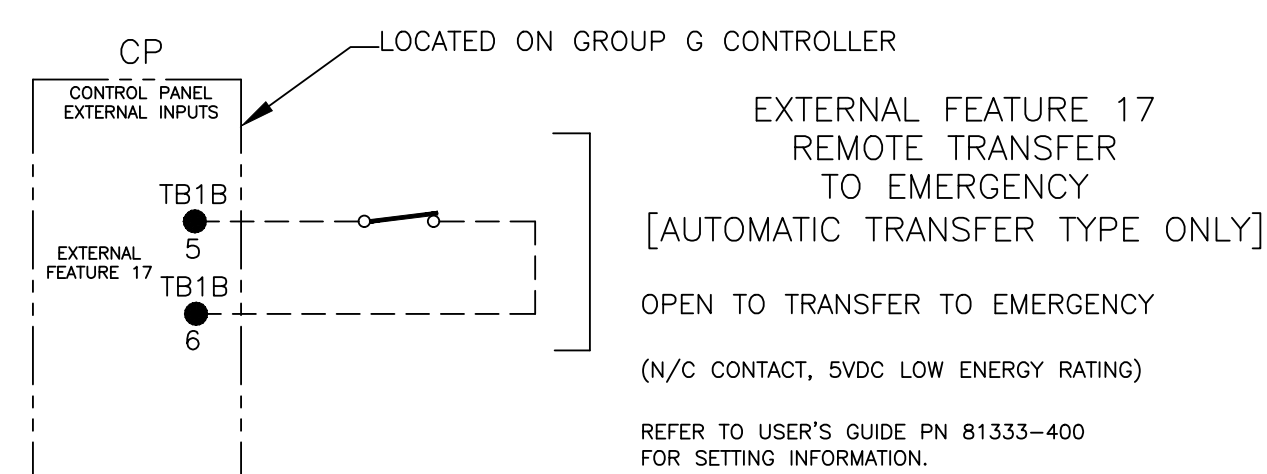 CP
LOCATED ON GROUP G CONTROLLER
CONTROL PANEL
EXTERNAL INPUTS
TB1B
5
EXTERNAL
FEATURE 17
TB1B
6
EXTERNAL FEATURE 17
REMOTE TRANSFER
TO EMERGENCY
[AUTOMATIC TRANSFER TYPE ONLY]
OPEN TO TRANSFER TO EMERGENCY
(N/C CONTACT, 5VDC LOW ENERGY RATING)
REFER TO USER'S GUIDE PN 81333-400
FOR SETTING INFORMATION.